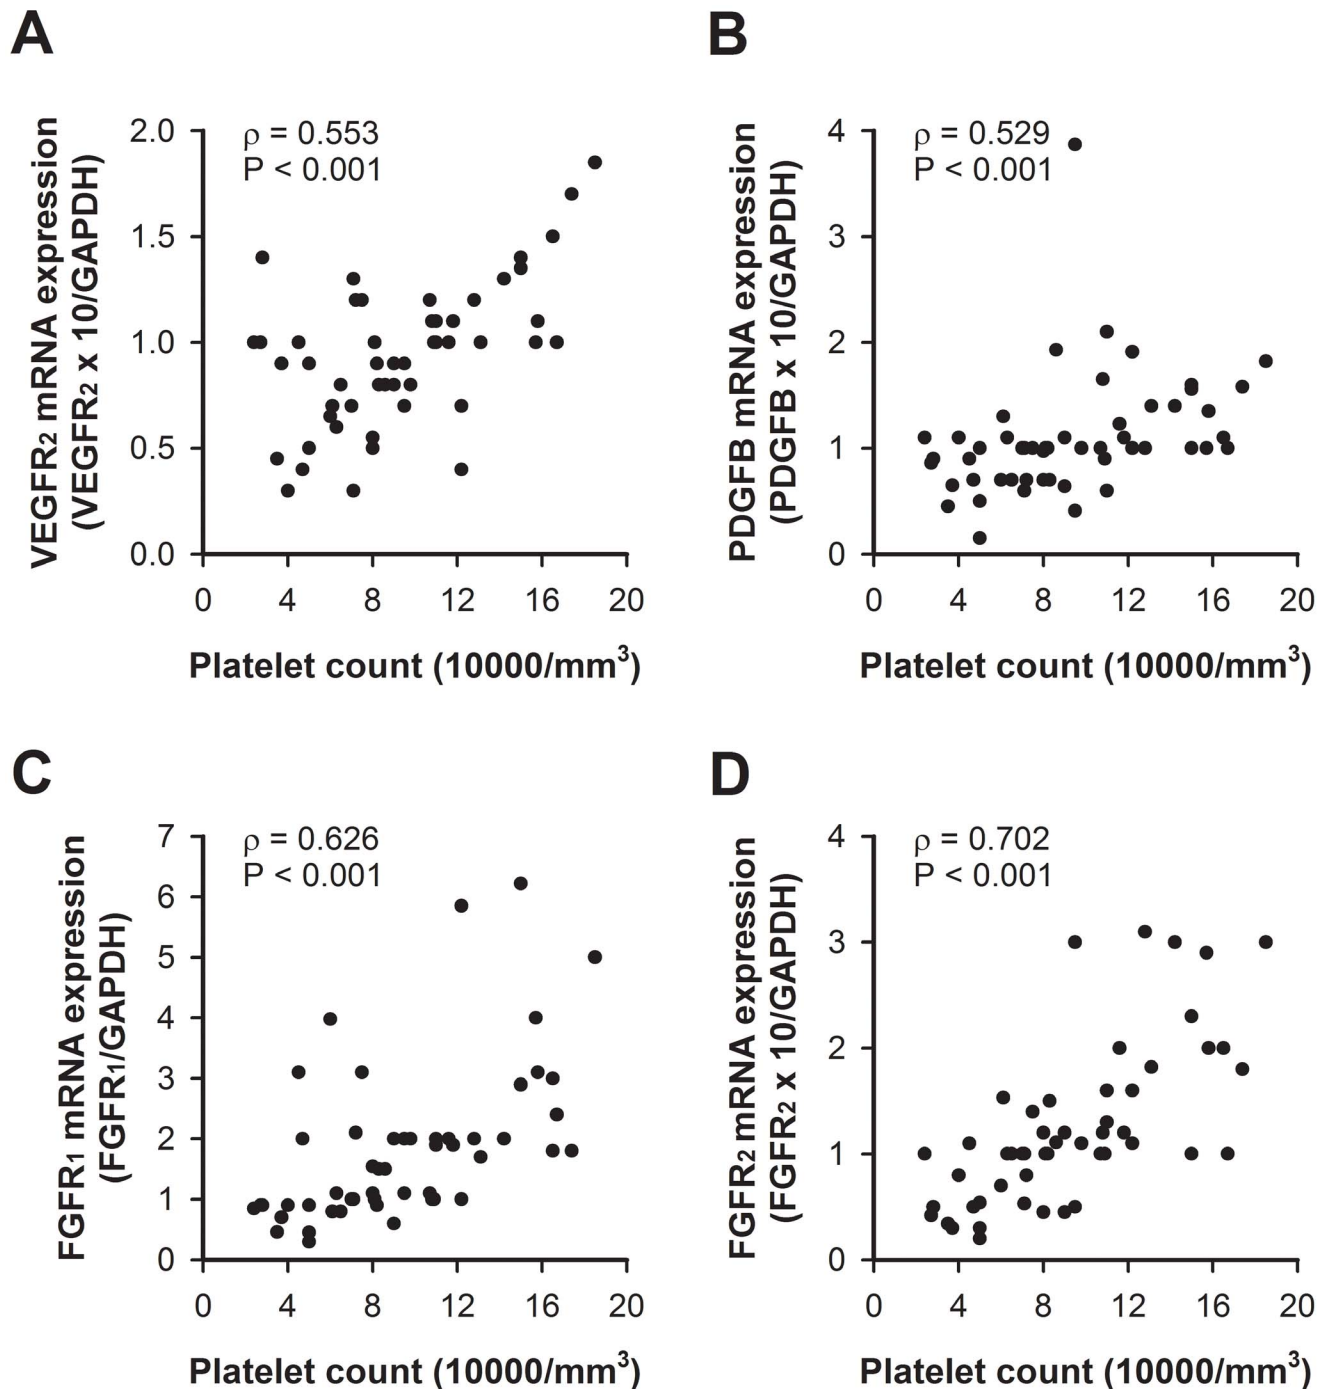 A
ρ = 0.553
P < 0.001
VEGFR2 mRNA expression
(VEGFR2 x 10/GAPDH)
2.0
1.5
1.0
0.5
0.0
0 4 8 12 16 20
Platelet count (10000/mm³)
B
ρ = 0.529
P < 0.001
PDGFB mRNA expression
(PDGFB x 10/GAPDH)
4
3
2
1
0
0 4 8 12 16 20
Platelet count (10000/mm³)
C
ρ = 0.626
P < 0.001
FGFR1 mRNA expression
(FGFR1/GAPDH)
7
6
5
4
3
2
1
0
0 4 8 12 16 20
Platelet count (10000/mm³)
D
ρ = 0.702
P < 0.001
FGFR2 mRNA expression
(FGFR2 x 10/GAPDH)
4
3
2
1
0
0 4 8 12 16 20
Platelet count (10000/mm³)